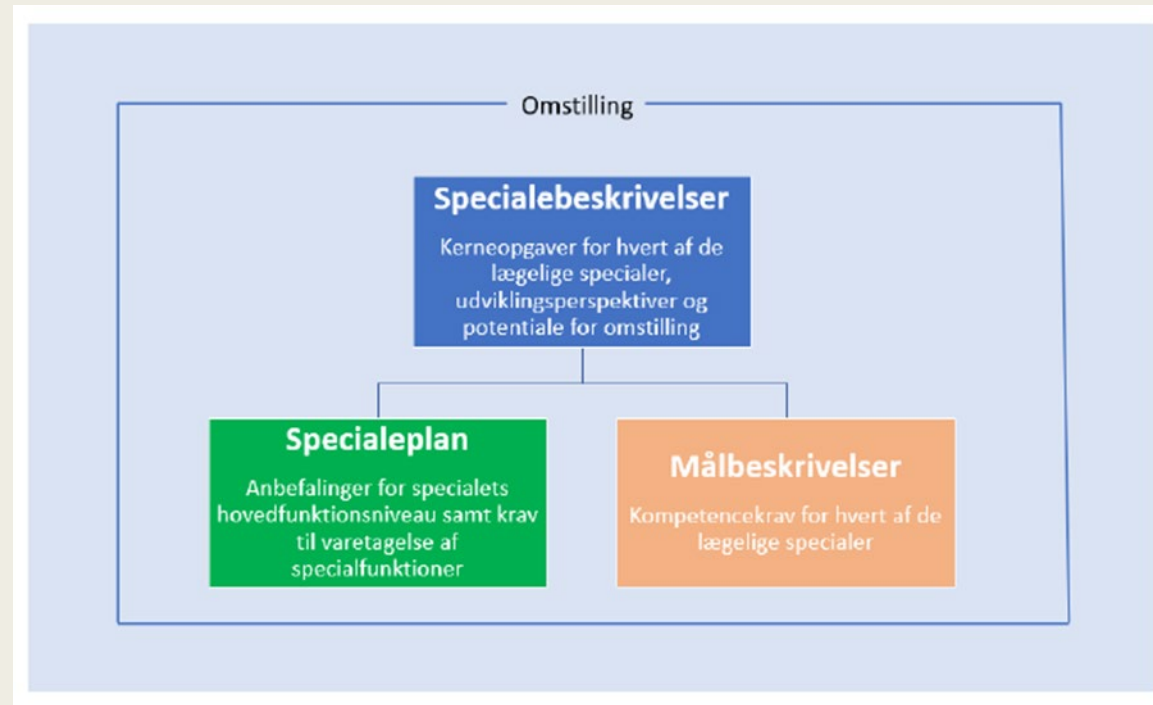 Omstilling
Specialebeskrivelser
Kerneopgaver for hvert af de
lægelige specialer,
udviklingsperspektiver og
potentiale for omstilling
Specialeplan
Anbefalinger for specialets
hovedfunktionsniveau samt krav
til varetagelse af
specialfunktioner
Målbeskrivelser
Kompetencekrav for hvert af de
lægelige specialer